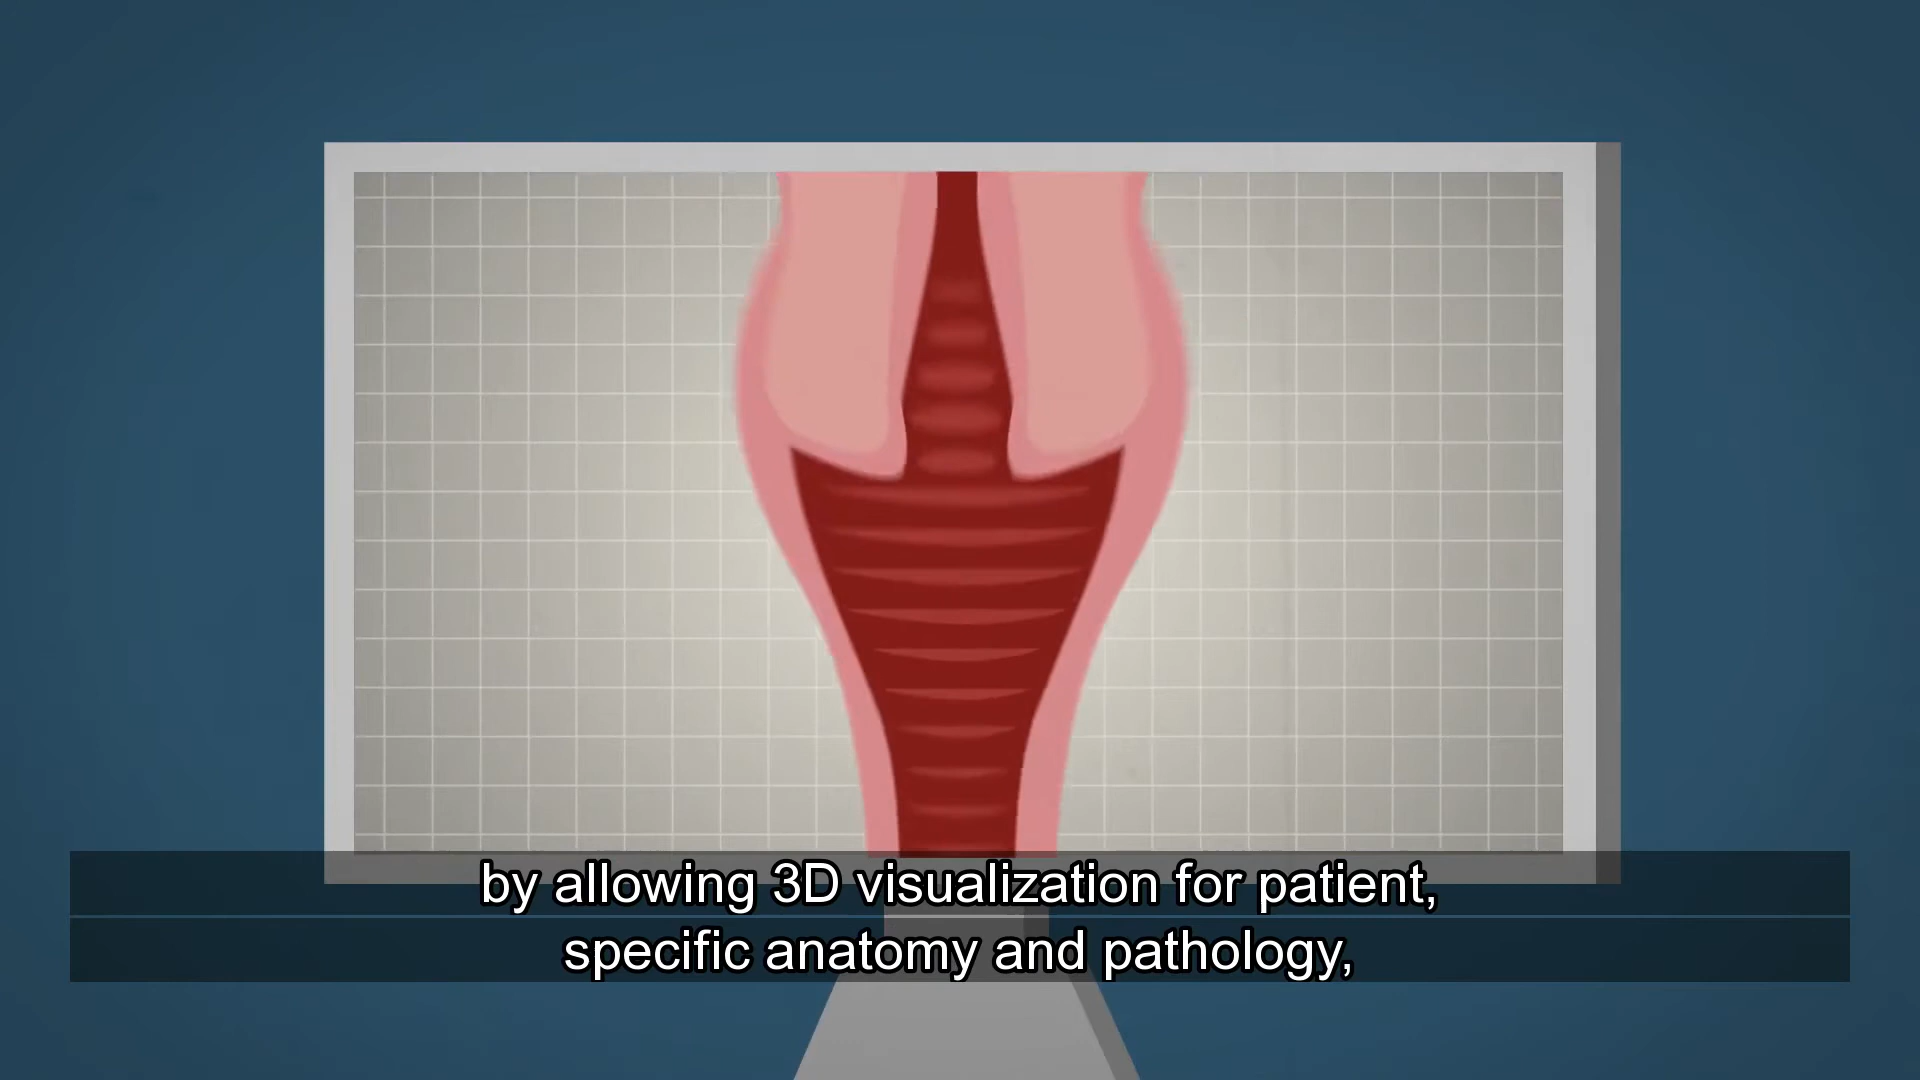 by allowing 3D visualization for patient,
specific anatomy and pathology,